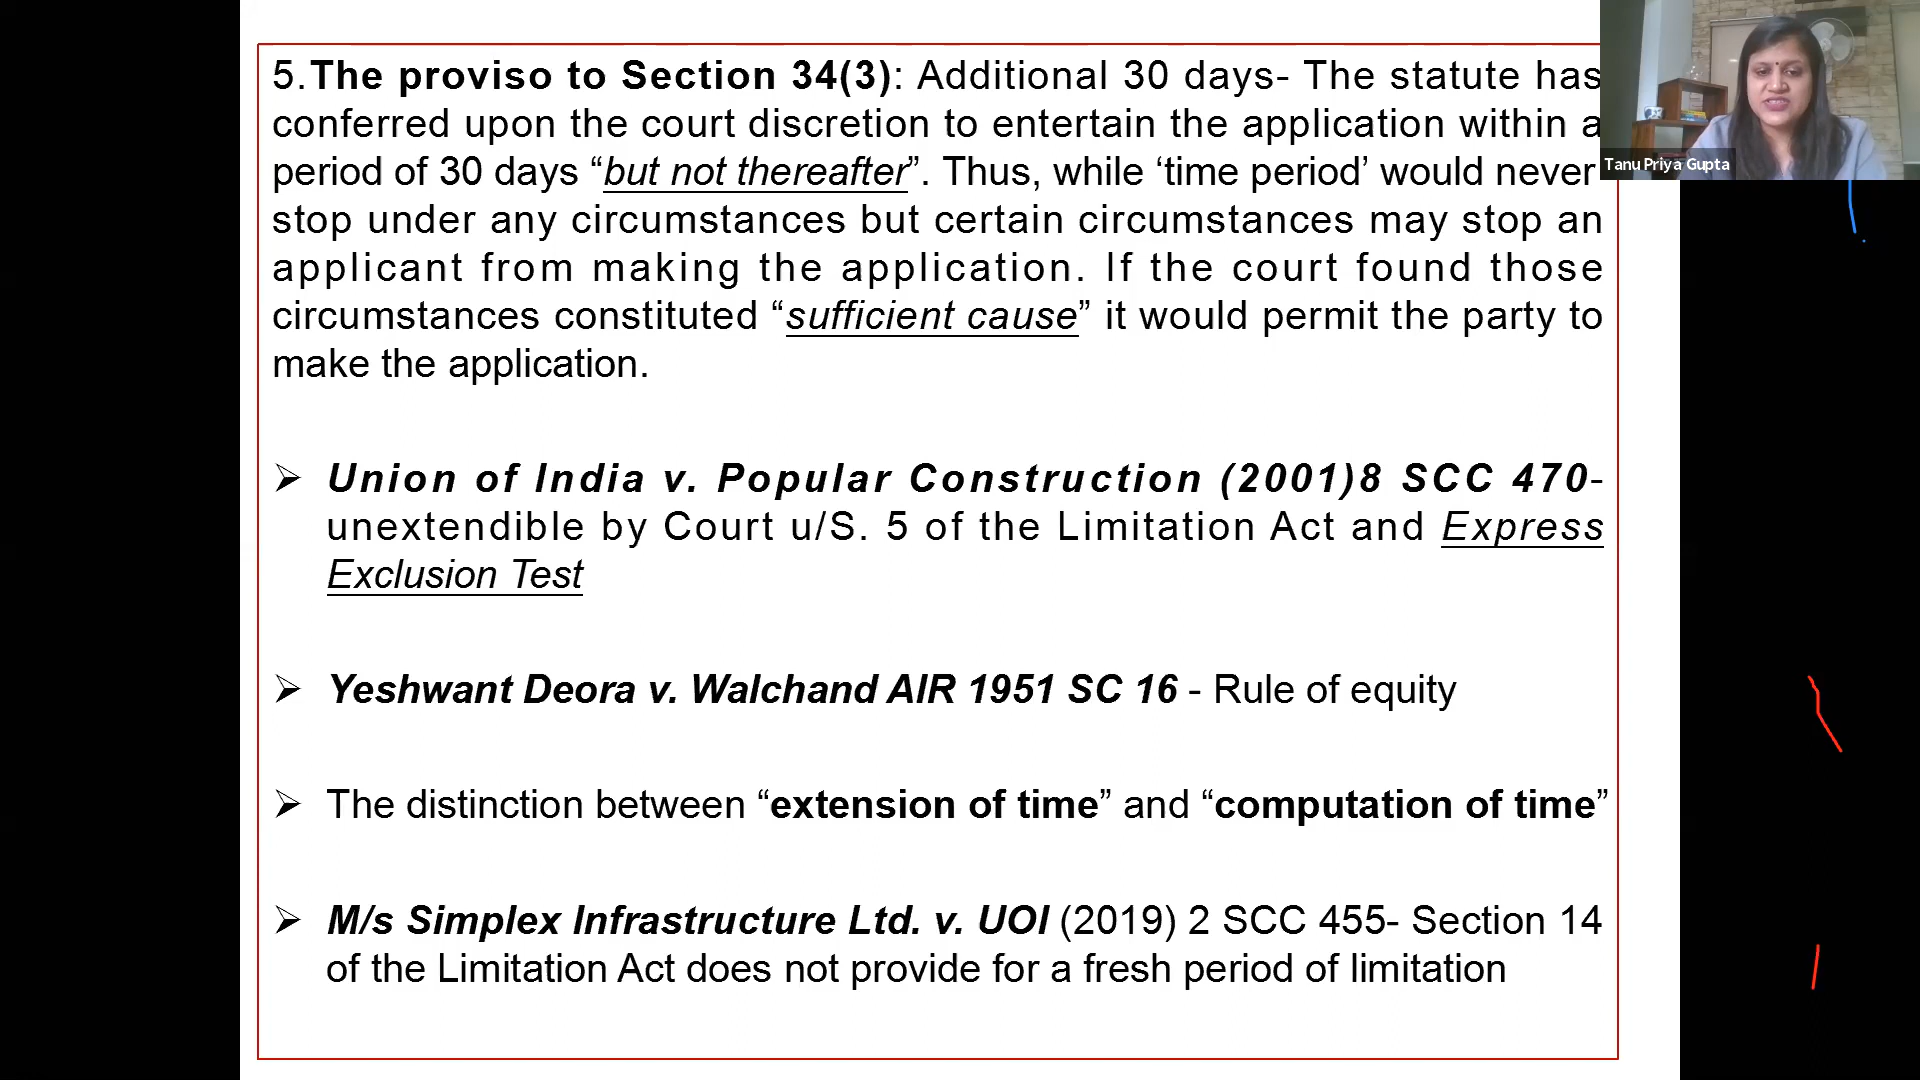 5.The proviso to Section 34(3): Additional 30 days- The statute has
conferred upon the court discretion to entertain the application within a
period of 30 days “but not thereafter”. Thus, while ‘time period’ would never
stop under any circumstances but certain circumstances may stop an
applicant from making the application. If the court found those
circumstances constituted “sufficient cause” it would permit the party to
make the application.
➢ Union of India v. Popular Construction (2001)8 SCC 470-
unextendible by Court u/S. 5 of the Limitation Act and Express
Exclusion Test
➢ Yeshwant Deora v. Walchand AIR 1951 SC 16 - Rule of equity
➢ The distinction between “extension of time” and “computation of time”
➢ M/s Simplex Infrastructure Ltd. v. UOI (2019) 2 SCC 455- Section 14
of the Limitation Act does not provide for a fresh period of limitation
Tanu Priya Gupta